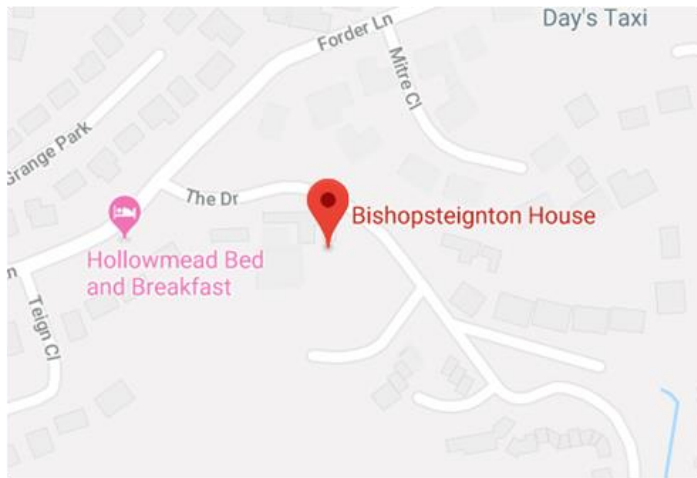 Day's Taxi
Forder Ln
Mitre Cl
Grange Park
The Dr
Bishopsteignton House
Hollowmead Bed
and Breakfast
n
Teign Cl